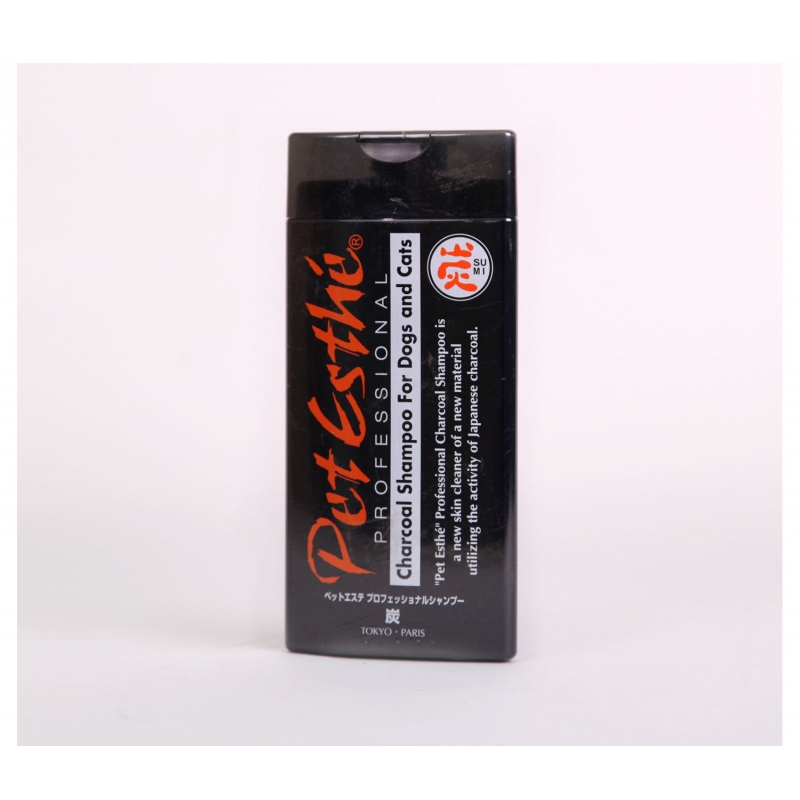 Pet Esthé®
PROFESSIONAL
Charcoal Shampoo For Dogs and Cats
炭
SU
MI
"Pet Esthé" Professional Charcoal Shampoo is
a new skin cleaner of a new material
utilizing the activity of Japanese charcoal.
ペットエステ プロフェッショナルシャンプー
炭
TOKYO・PARIS